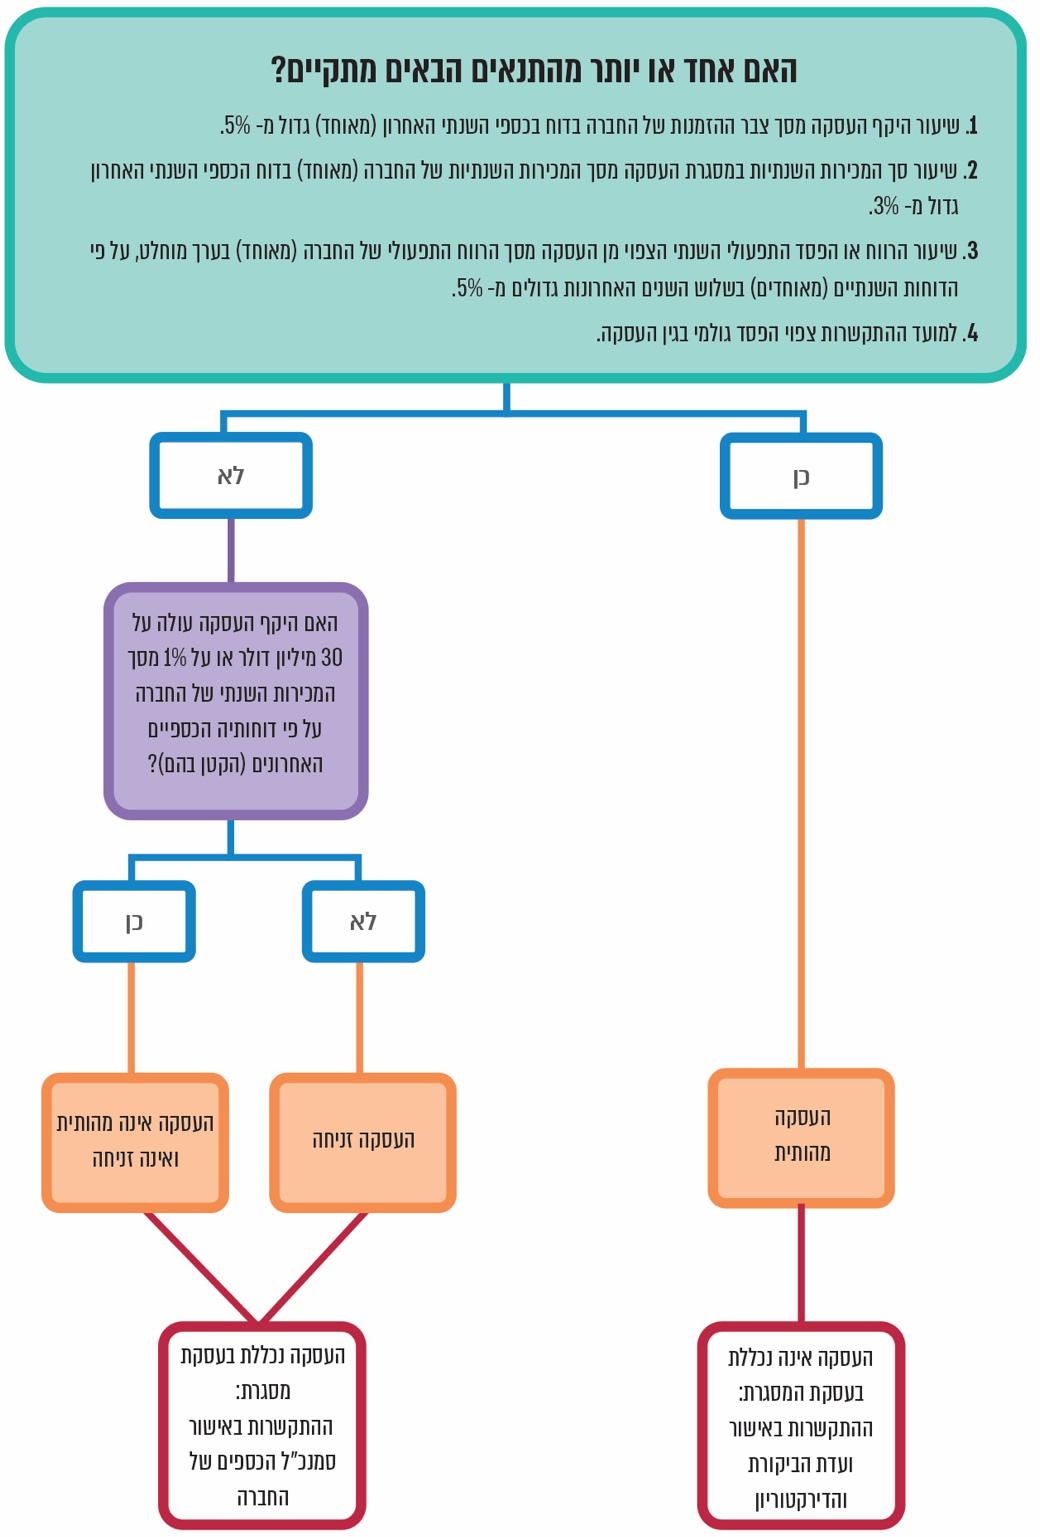 האם אחד או יותר מהתנאים הבאים מתקיים?
1. שיעור היקף העסקה מסך צבר ההזמנות של החברה בדוח בכספי השנתי האחרון (מאוחד) גדול מ- 5%.
2. שיעור סך המכירות השנתיות במסגרת העסקה מסך המכירות השנתיות של החברה (מאוחד) בדוח הכספי השנתי האחרון
גדול מ- 3%.
3. שיעור הרווח או הפסד התפעולי השנתי הצפוי מן העסקה מסך הרווח התפעולי של החברה (מאוחד) בערך מוחלט, על פי
הדוחות השנתיים (מאוחדים) בשלוש השנים האחרונות גדולים מ- 5%.
4. למועד ההתקשרות צפוי הפסד גולמי בגין העסקה.
כן
לא
האם היקף העסקה עולה על
30 מיליון דולר או על 1% מסך
המכירות השנתי של החברה
על פי דוחותיה הכספיים
האחרונים (הקטן בהם)?
לא
כן
העסקה
מהותית
העסקה זניחה
העסקה אינה מהותית
ואינה זניחה
העסקה אינה נכללת
בעסקת המסגרת:
ההתקשרות באישור
ועדת הביקורת
והדירקטוריון
העסקה נכללת בעסקת
מסגרת:
ההתקשרות באישור
סמנכ"ל הכספים של
החברה